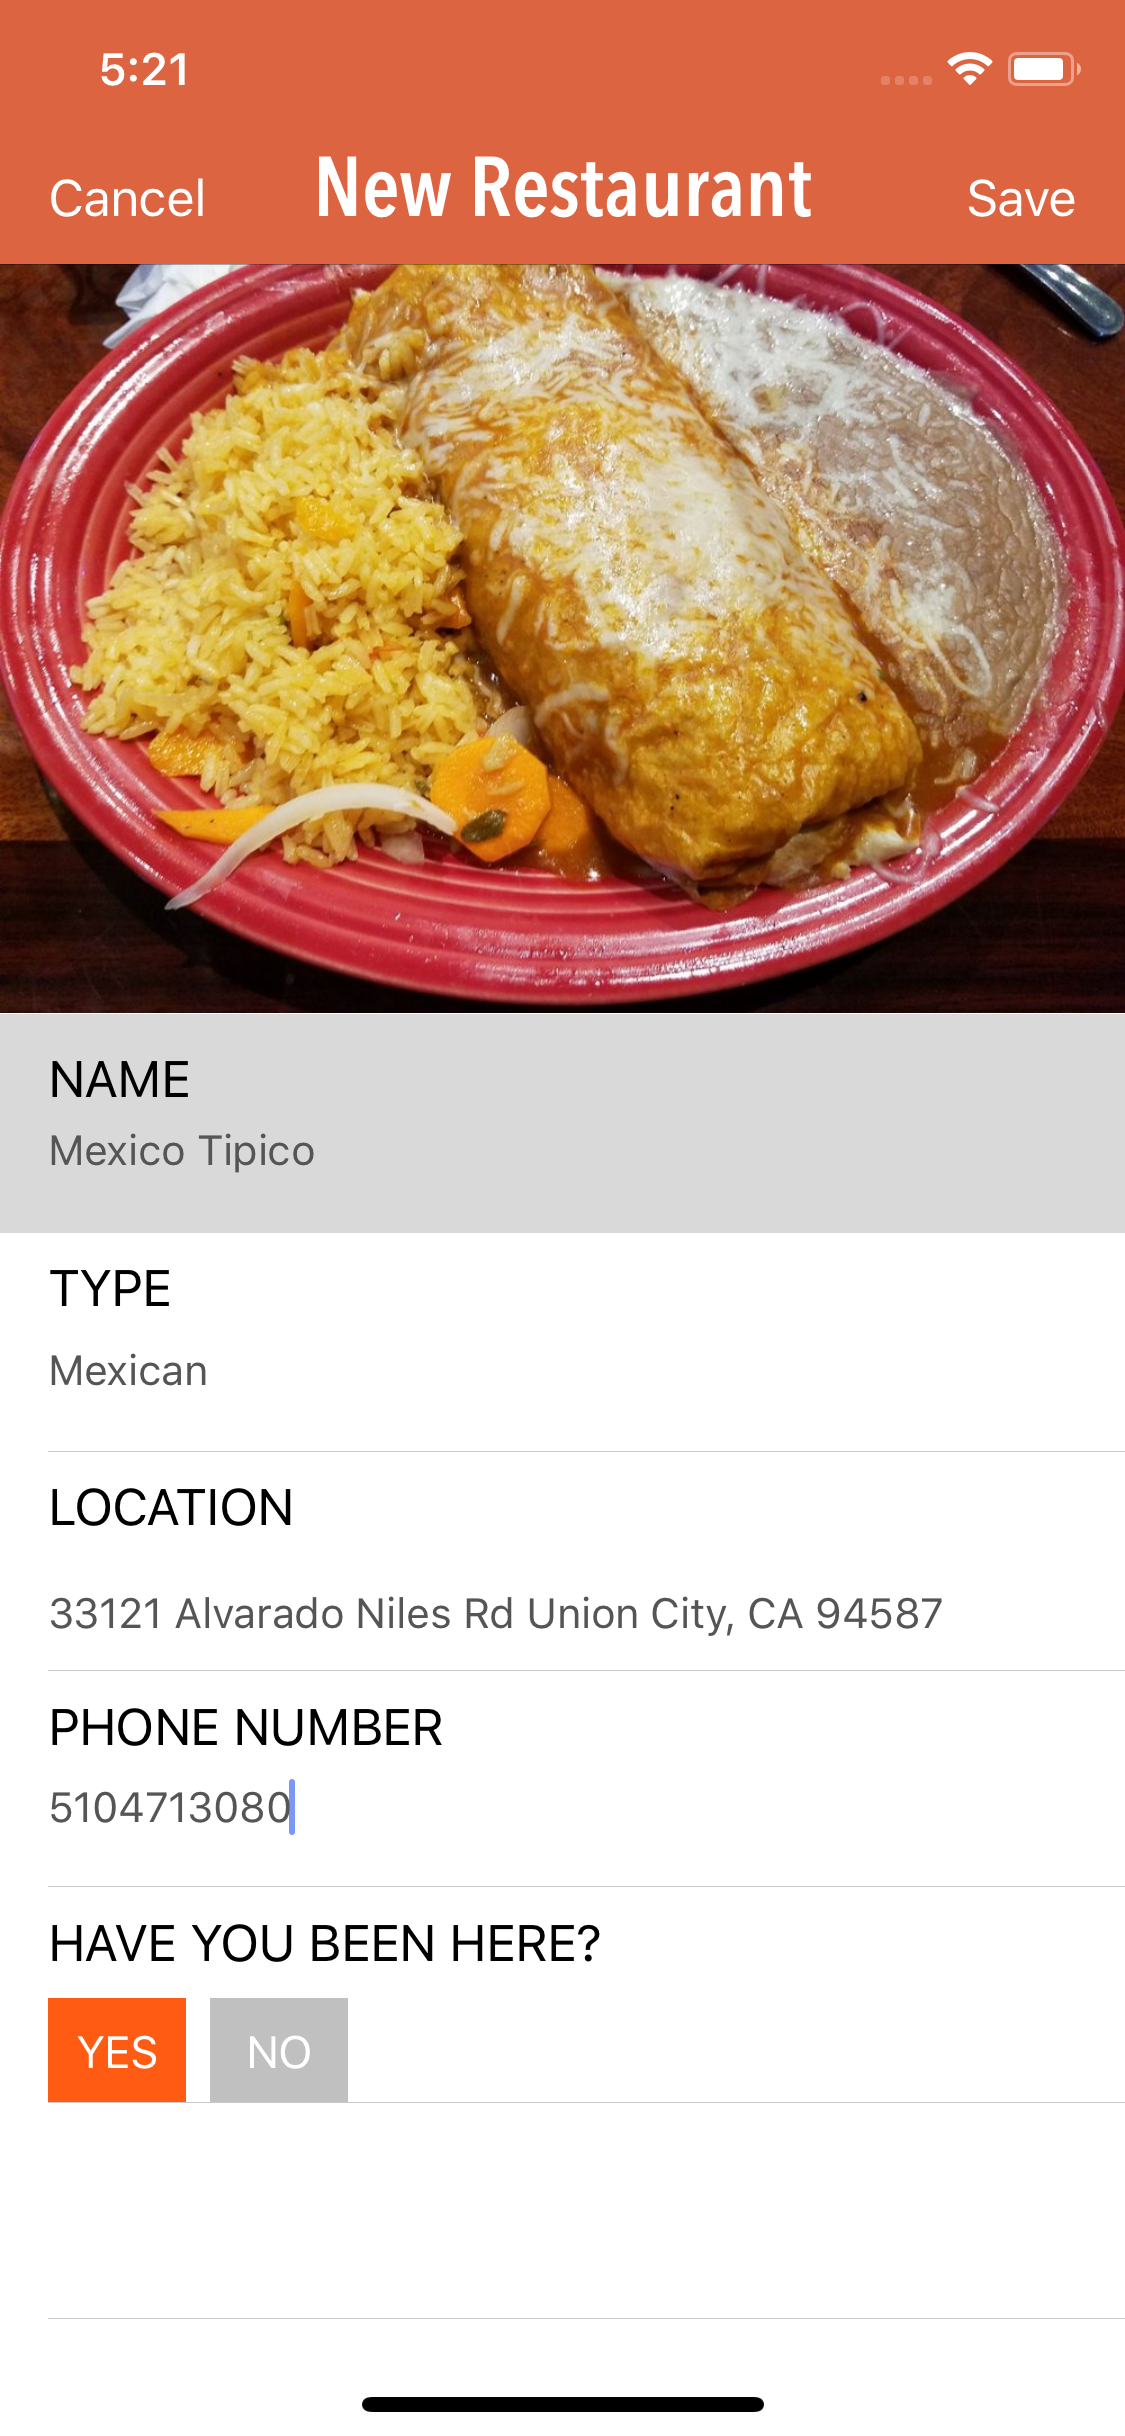 5:21
Cancel New Restaurant Save
NAME
Mexico Tipico
TYPE
Mexican
LOCATION
33121 Alvarado Niles Rd Union City, CA 94587
PHONE NUMBER
5104713080
HAVE YOU BEEN HERE?
YES NO